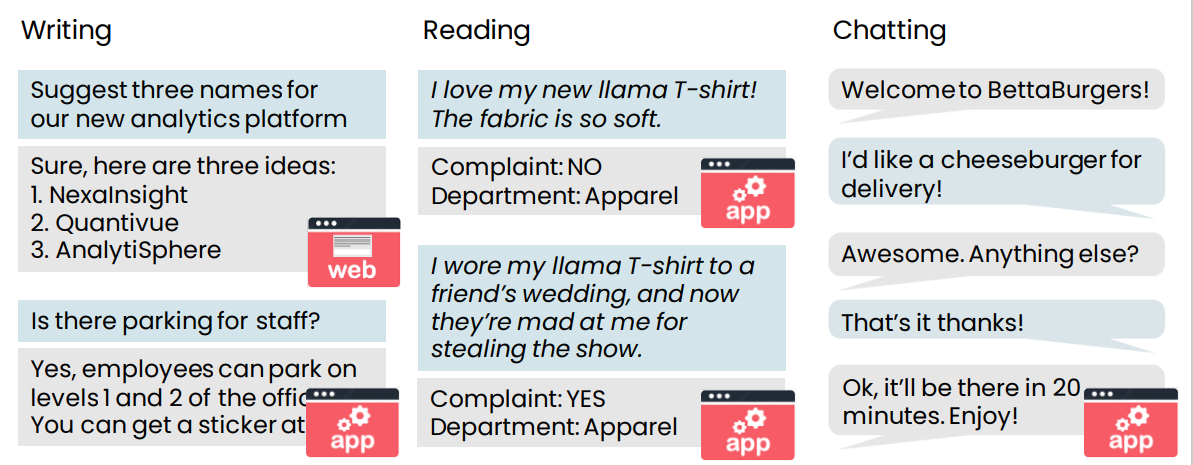 Writing
Suggest three names for
our new analytics platform
Sure, here are three ideas:
1. NexaInsight
2. Quantivue
3. AnalytiSphere
web
Is there parking for staff?
Yes, employees can park on
levels 1 and 2 of the
You can get a sticker at
app
Reading
I love my new llama T-shirt!
The fabric is so soft.
Complaint: NO
Department: Apparel
app
I wore my llama T-shirt to a
friend's wedding, and now
they're mad at me for
stealing the show.
Complaint: YES
Department: Apparel
app
Chatting
Welcome to BettaBurgers!
I'd like a cheeseburger for
delivery!
Awesome. Anything else?
That's it thanks!
Ok, it'll be there in 20
minutes. Enjoy!
app